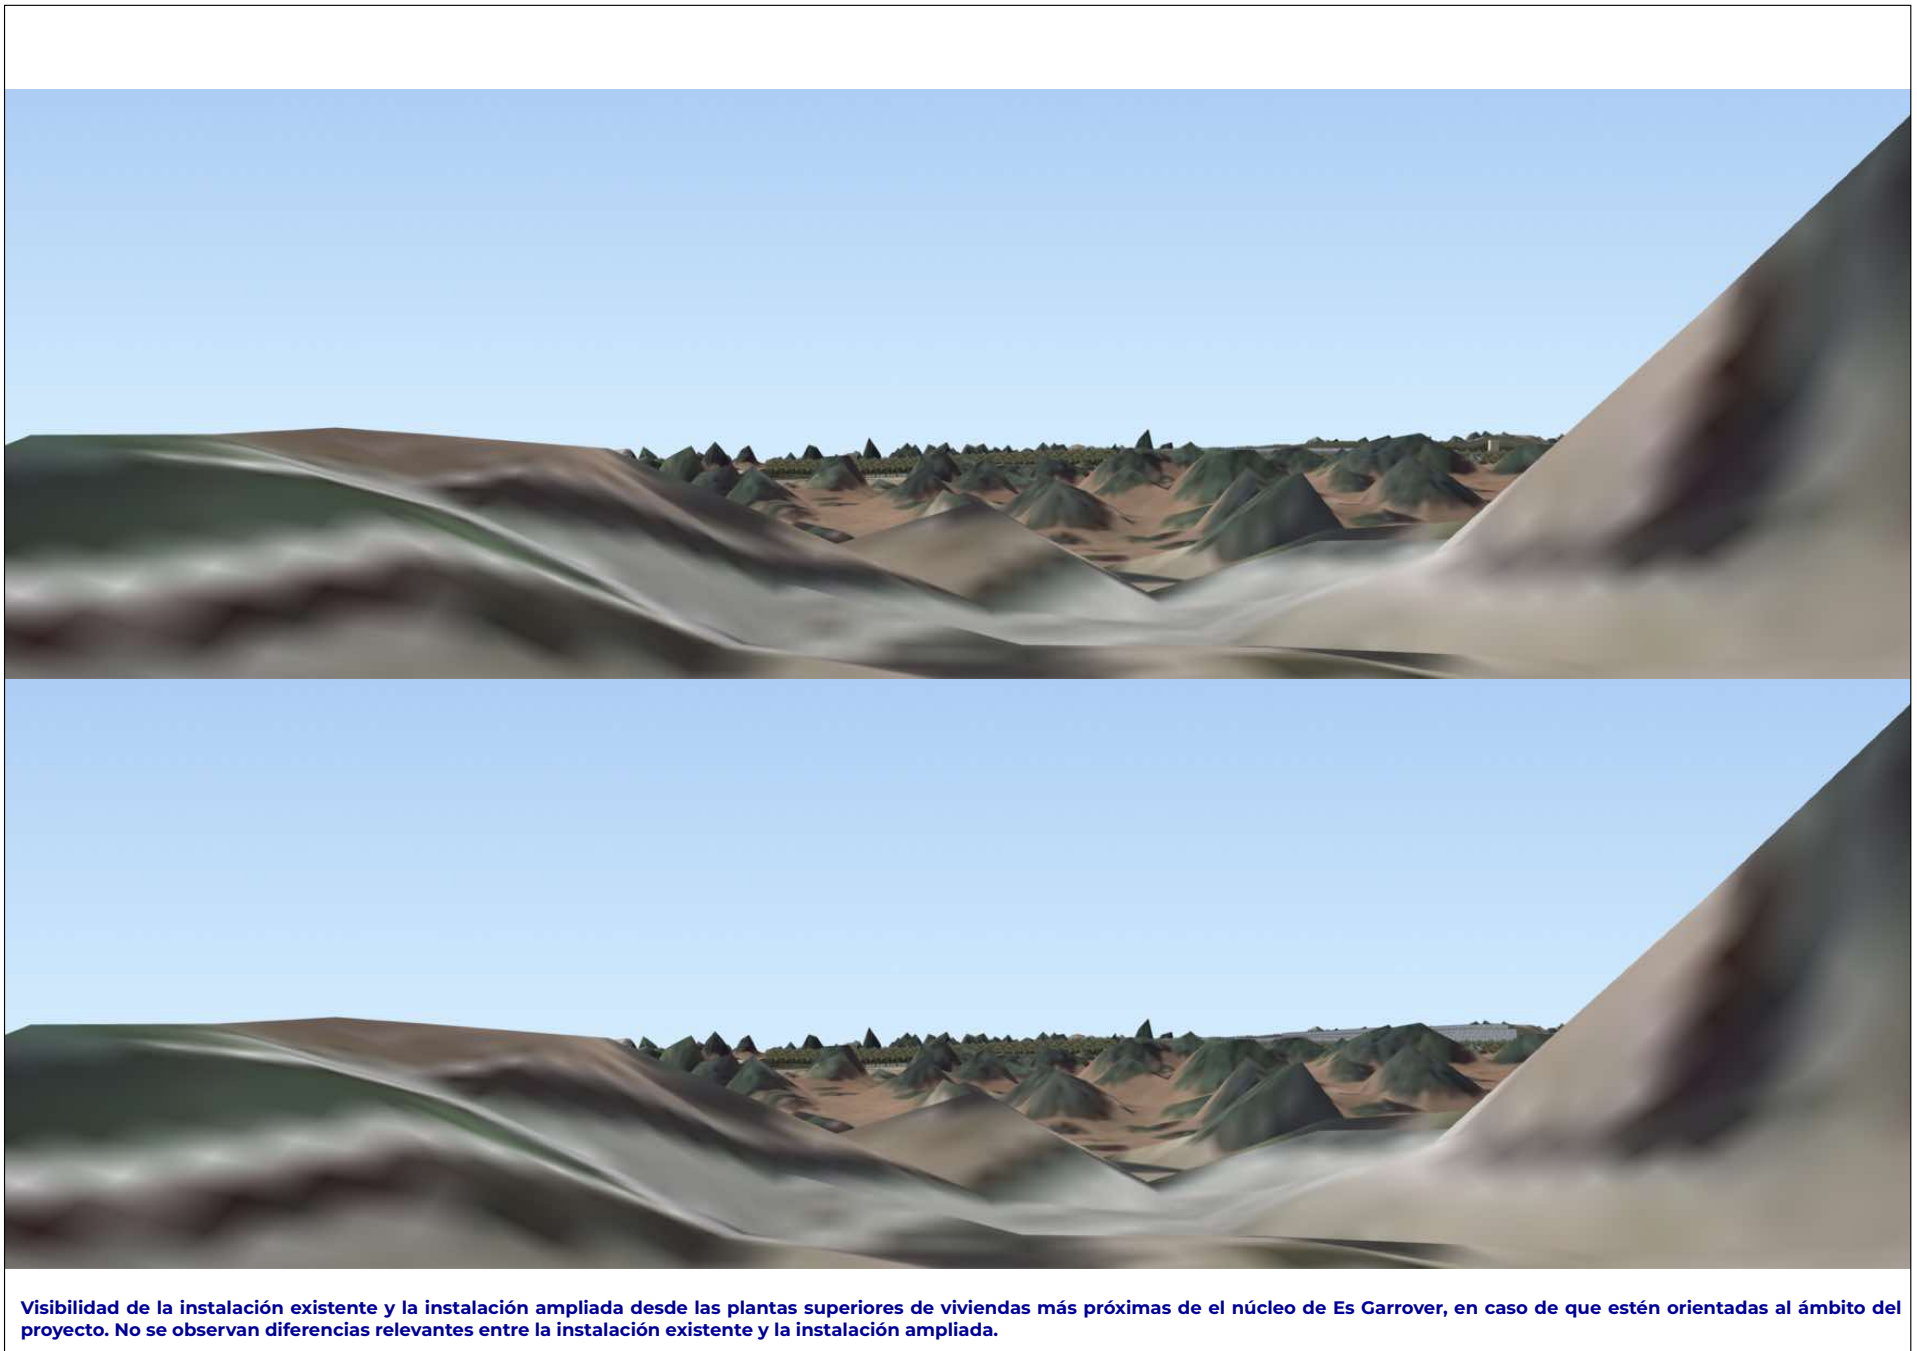 Visibilidad de la instalación existente y la instalación ampliada desde las plantas superiores de viviendas más próximas de el núcleo de Es Garrover, en caso de que estén orientadas al ámbito del
proyecto. No se observan diferencias relevantes entre la instalación existente y la instalación ampliada.